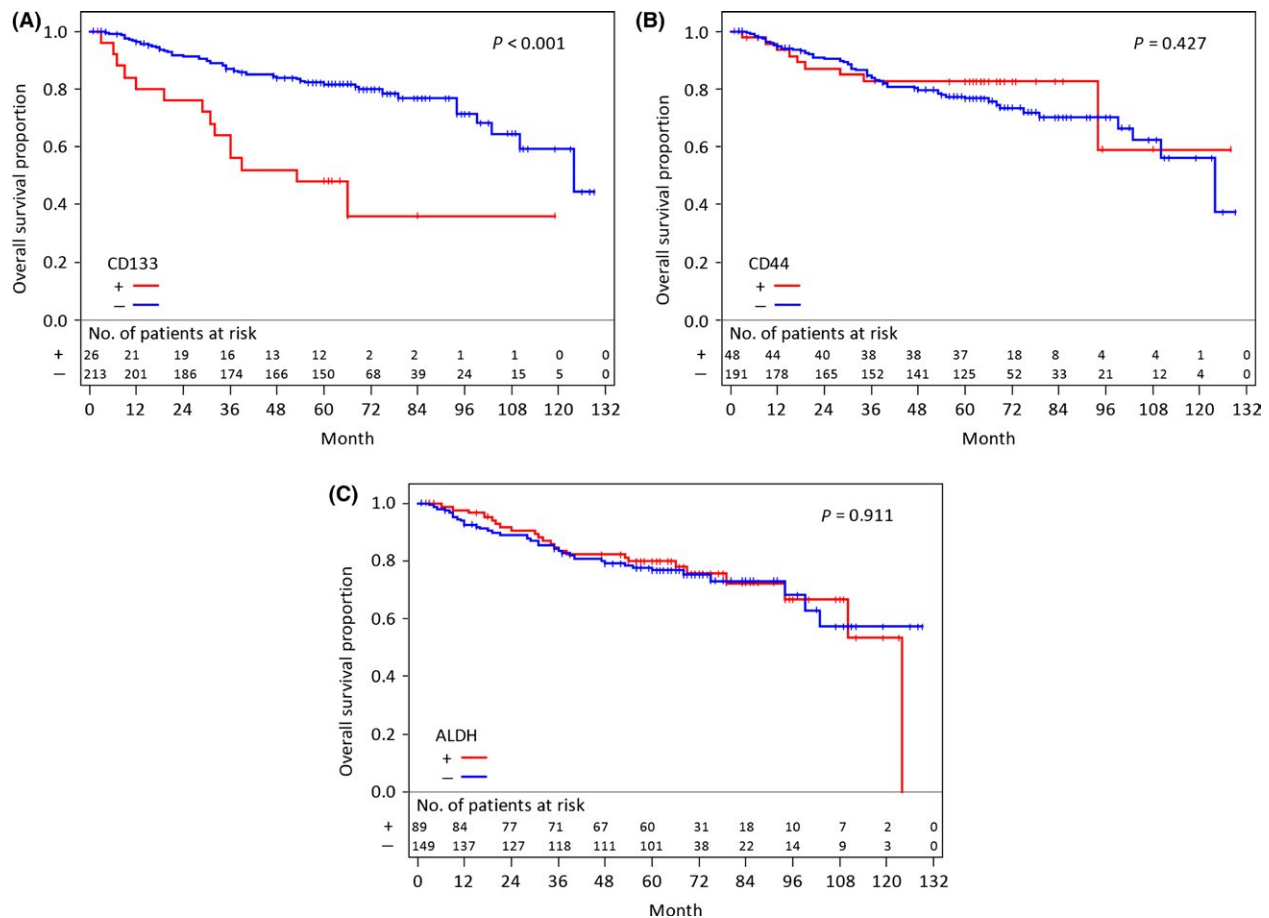 (A)
P < 0.001
Overall survival proportion
1.0
0.8
0.6
0.4
0.2
0.0
CD133
+
−
No. of patients at risk
+ 26 21 19 16 13 12 2 2 1 1 0 0
− 213 201 186 174 166 150 68 39 24 15 5 0
0 12 24 36 48 60 72 84 96 108 120 132
Month
(B)
P = 0.427
Overall survival proportion
1.0
0.8
0.6
0.4
0.2
0.0
CD44
+
−
No. of patients at risk
+ 48 44 40 38 38 37 18 8 4 4 1 0
− 191 178 165 152 141 125 52 33 21 12 4 0
0 12 24 36 48 60 72 84 96 108 120 132
Month
(C)
P = 0.911
Overall survival proportion
1.0
0.8
0.6
0.4
0.2
0.0
ALDH
+
−
No. of patients at risk
+ 89 84 77 71 67 60 31 18 10 7 2 0
− 149 137 127 118 111 101 38 22 14 9 3 0
0 12 24 36 48 60 72 84 96 108 120 132
Month